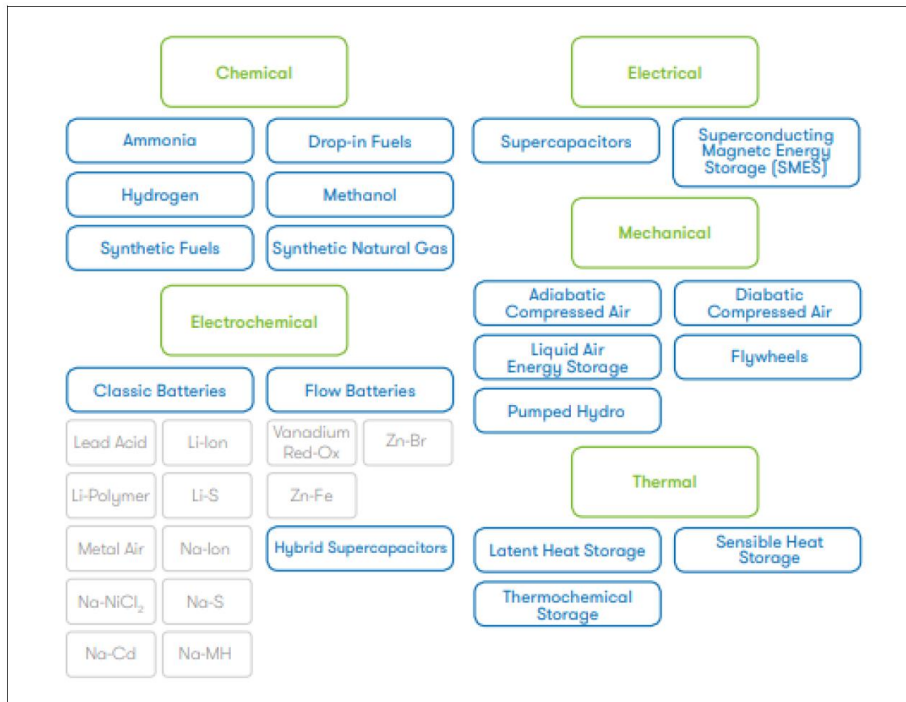 Chemical
Ammonia
Drop-in Fuels
Hydrogen
Methanol
Synthetic Fuels
Synthetic Natural Gas
Electrochemical
Classic Batteries
Flow Batteries
Lead Acid
Li-Ion
Vanadium
Red-Ox
Zn-Br
Li-Polymer
Li-S
Zn-Fe
Metal Air
Na-Ion
Hybrid Supercapacitors
Na-NiCl₂
Na-S
Na-Cd
Na-MH
Electrical
Supercapacitors
Superconducting
Magnetc Energy
Storage (SMES)
Mechanical
Adiabatic
Compressed Air
Diabatic
Compressed Air
Liquid Air
Energy Storage
Flywheels
Pumped Hydro
Thermal
Latent Heat Storage
Sensible Heat
Storage
Thermochemical
Storage